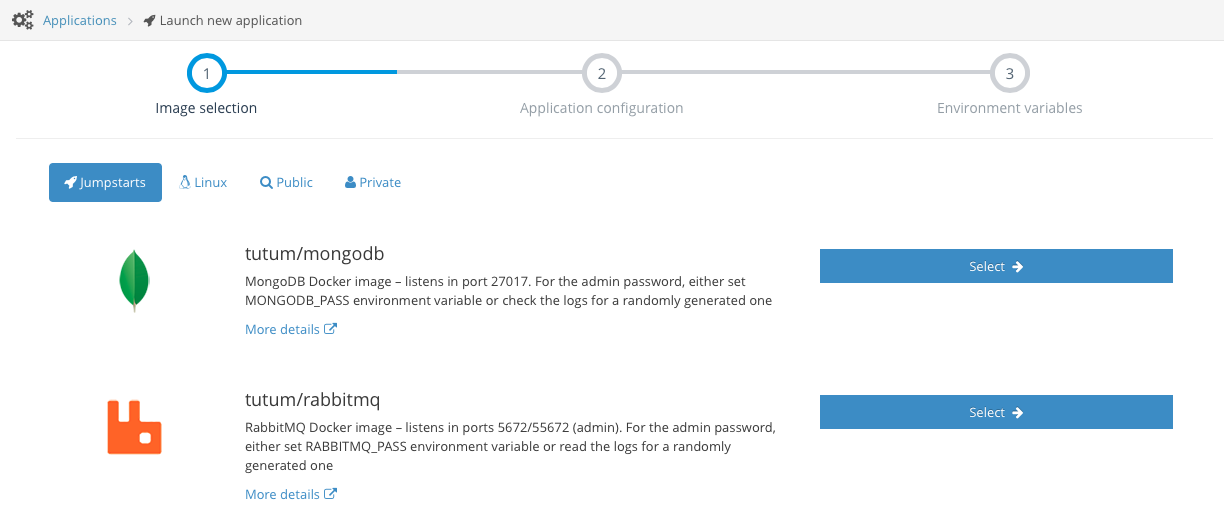 Applications > Launch new application
1 2 3
Image selection Application configuration Environment variables
Jumpstarts Linux Public Private
tutum/mongodb
Select
MongoDB Docker image – listens in port 27017. For the admin password, either set
MONGODB_PASS environment variable or check the logs for a randomly generated one
More details
tutum/rabbitmq
Select
RabbitMQ Docker image – listens in ports 5672/55672 (admin). For the admin password,
either set RABBITMQ_PASS environment variable or read the logs for a randomly
generated one
More details